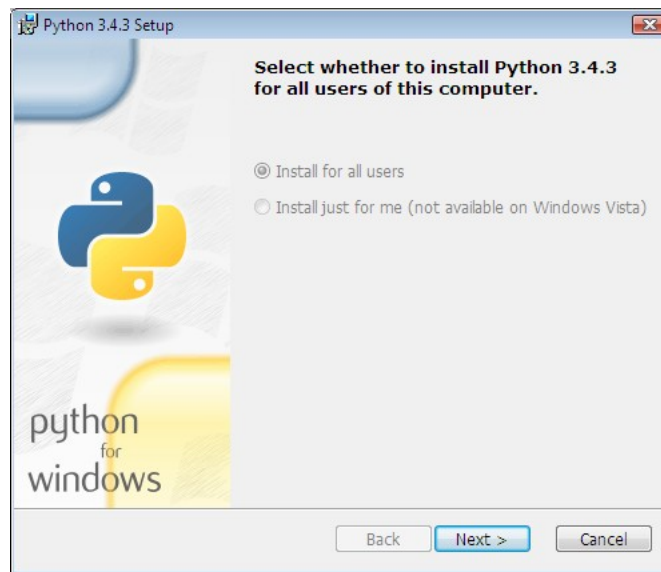 Python 3.4.3 Setup
Select whether to install Python 3.4.3
for all users of this computer.
Install for all users
Install just for me (not available on Windows Vista)
python
for
windows
Back
Next >
Cancel